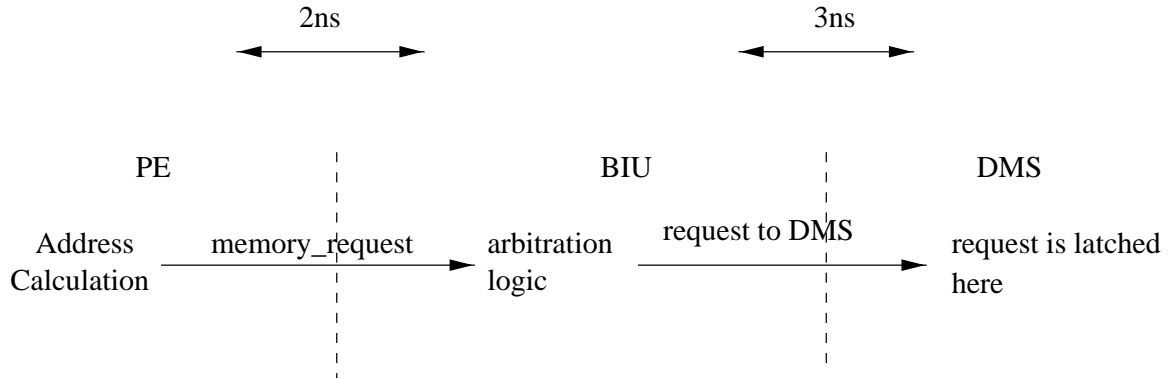 2ns
3ns
PE
BIU
DMS
Address
Calculation
memory_request
arbitration
logic
request to DMS
request is latched
here